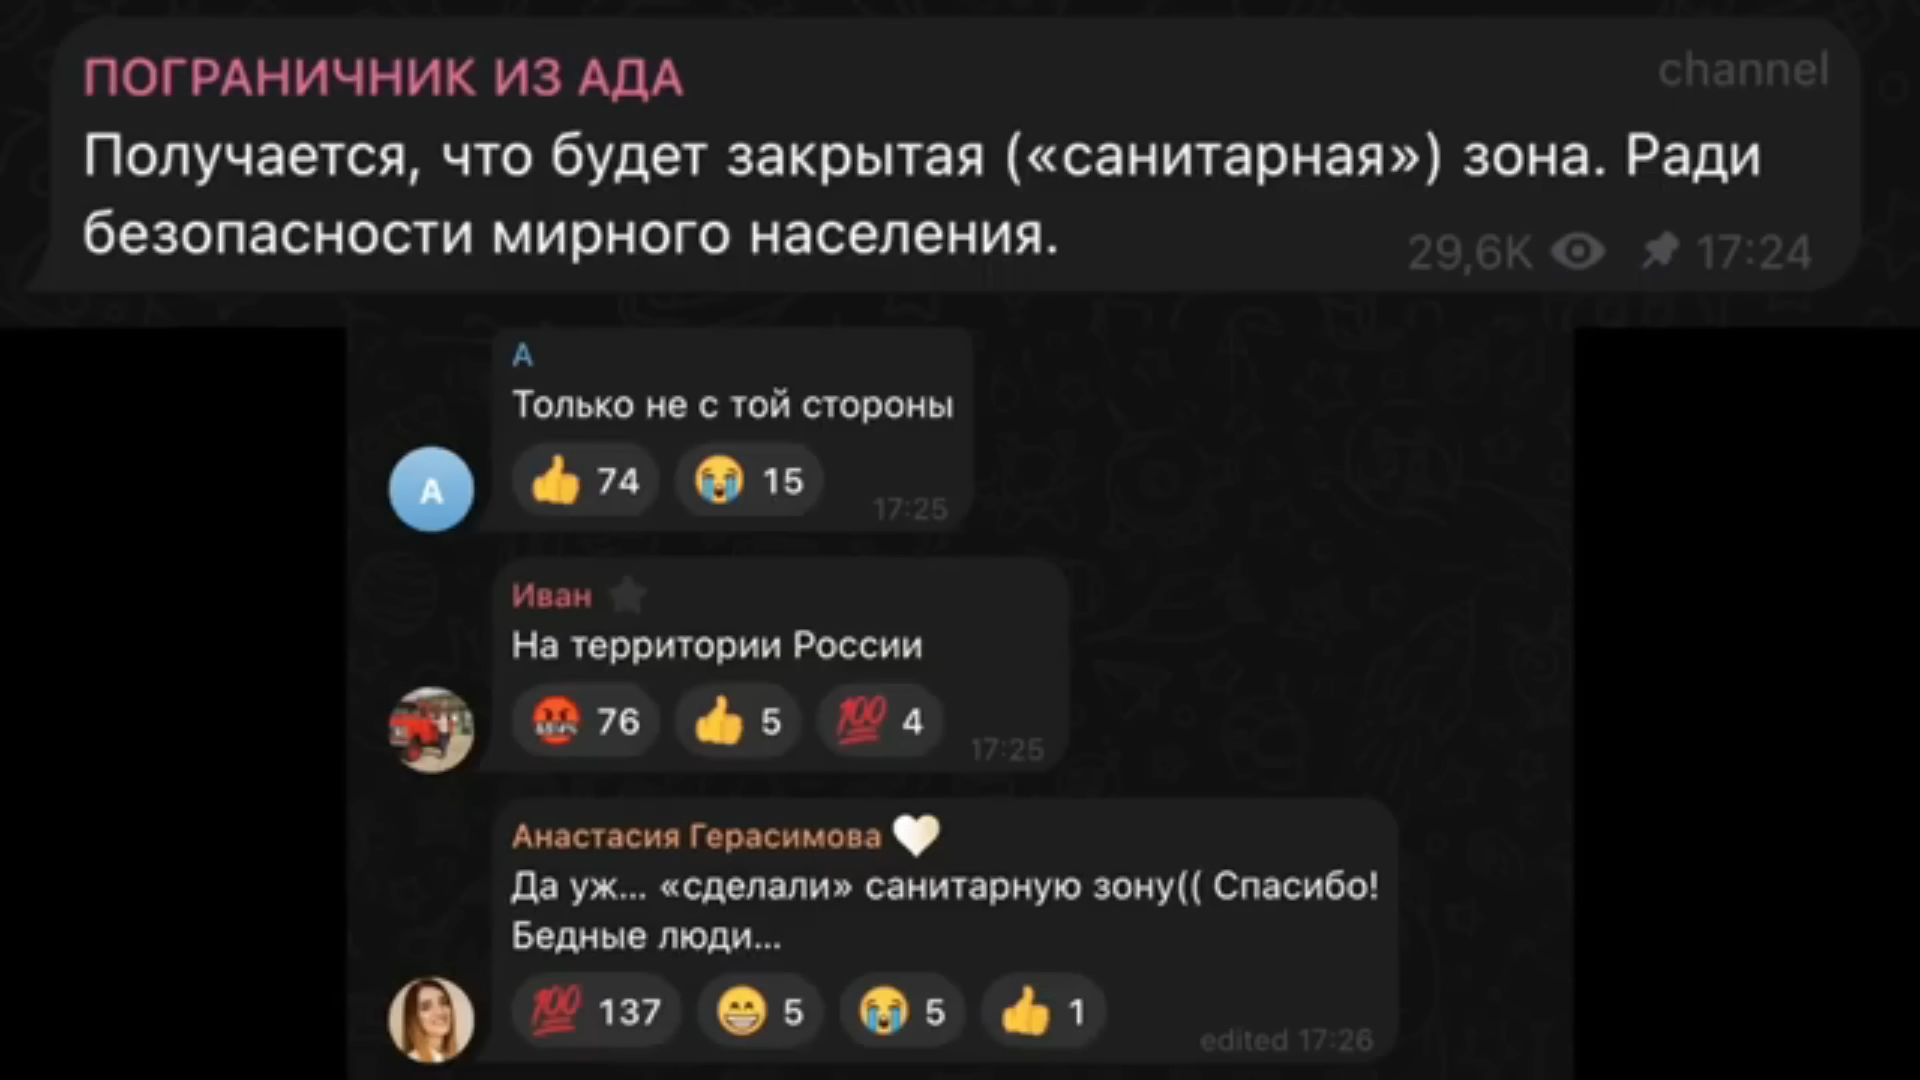 ПОГРАНИЧНИК ИЗ АДА
channel
Получается, что будет закрытая («санитарная») зона. Ради
безопасности мирного населения.
29,6K 17:24
A
Только не с той стороны
A
74 15
17:25
Иван
На территории России
76 5 100 4
17:25
Анастасия Герасимова
Да уж... «сделали» санитарную зону(( Спасибо!
Бедные люди...
100 137 5 5 1
edited 17:26